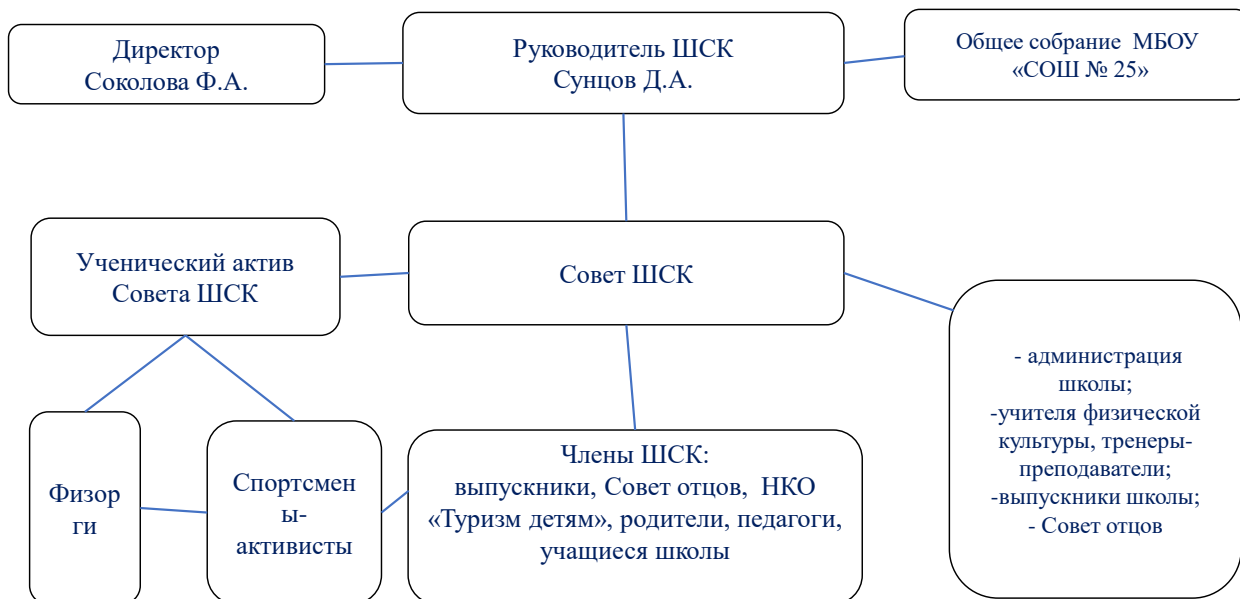 Директор
Соколова Ф.А.
Руководитель ШСК
Сунцов Д.А.
Общее собрание МБОУ
«СОШ № 25»
Ученический актив
Совета ШСК
Совет ШСК
- администрация
школы;
-учителя физической
культуры, тренеры-
преподаватели;
-выпускники школы;
- Совет отцов
Физор
ги
Спортсмен
ы-
активисты
Члены ШСК:
выпускники, Совет отцов, НКО
«Туризм детям», родители, педагоги,
учащиеся школы